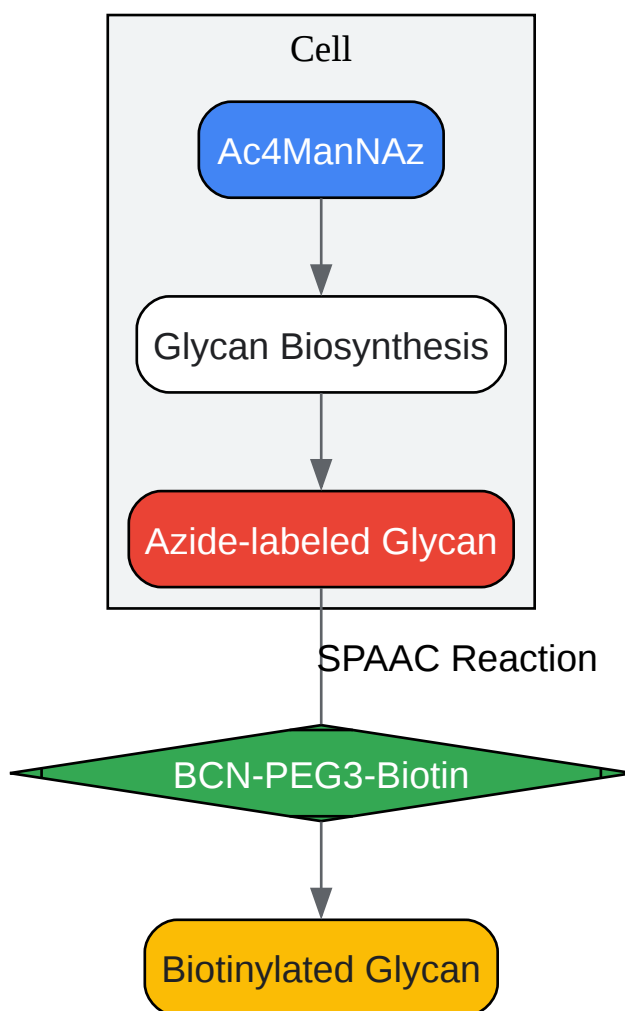 Cell
Ac4ManNAz
Glycan Biosynthesis
Azide-labeled Glycan
SPAAC Reaction
BCN-PEG3-Biotin
Biotinylated Glycan